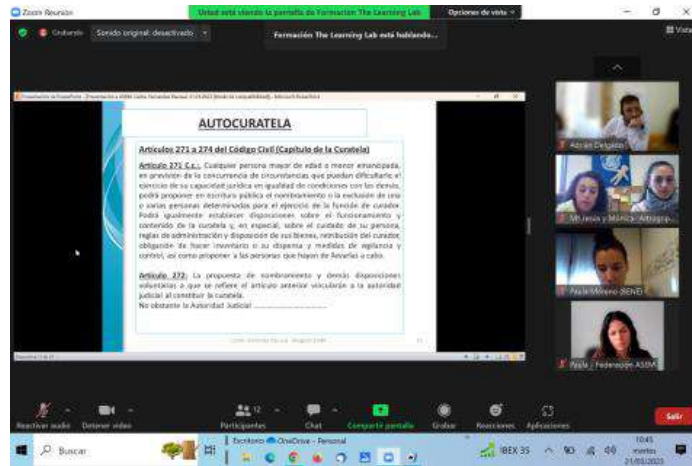 Zoom Reunión
Usted está viendo la pantalla de Formación The Learning Lab
Opciones de vista
Grabando
Sonido original: desactivado
Formación The Learning Lab está hablando...
Vista
AUTOCURATELA
Artículos 271 a 274 del Código Civil (Capítulo de la Curatela)
Artículo 271 C.c.: Cualquier persona mayor de edad o menor emancipada,
en previsión de la concurrencia de circunstancias que puedan dificultarle el
ejercicio de su capacidad jurídica en igualdad de condiciones con las demás,
podrá proponer en escritura pública el nombramiento o la exclusión de una
o varias personas determinadas para el ejercicio de la función de curador.
Podrá igualmente establecer disposiciones sobre el funcionamiento y
contenido de la curatela y, en especial, sobre el cuidado de su persona,
reglas de administración y disposición de sus bienes, retribución del curador,
obligación de hacer inventario o su dispensa y medidas de vigilancia y
control, así como proponer a las personas que hayan de llevarlas a cabo.
Artículo 272: La propuesta de nombramiento y demás disposiciones
voluntarias a que se refiere el artículo anterior vincularán a la autoridad
judicial al constituir la curatela.
No obstante la Autoridad Judicial ..............................
Adrián Delgado
Mª Jesús y Mónica
Paula Moreno (BENE)
Paula | Federación ASEM
Reactivar audio
Detener video
12
Participantes
Chat
Compartir pantalla
Grabar
Reacciones
Aplicaciones
Salir
Buscar
Escritorio
OneDrive - Personal
IBEX 35
10:45
martes
21/03/2023